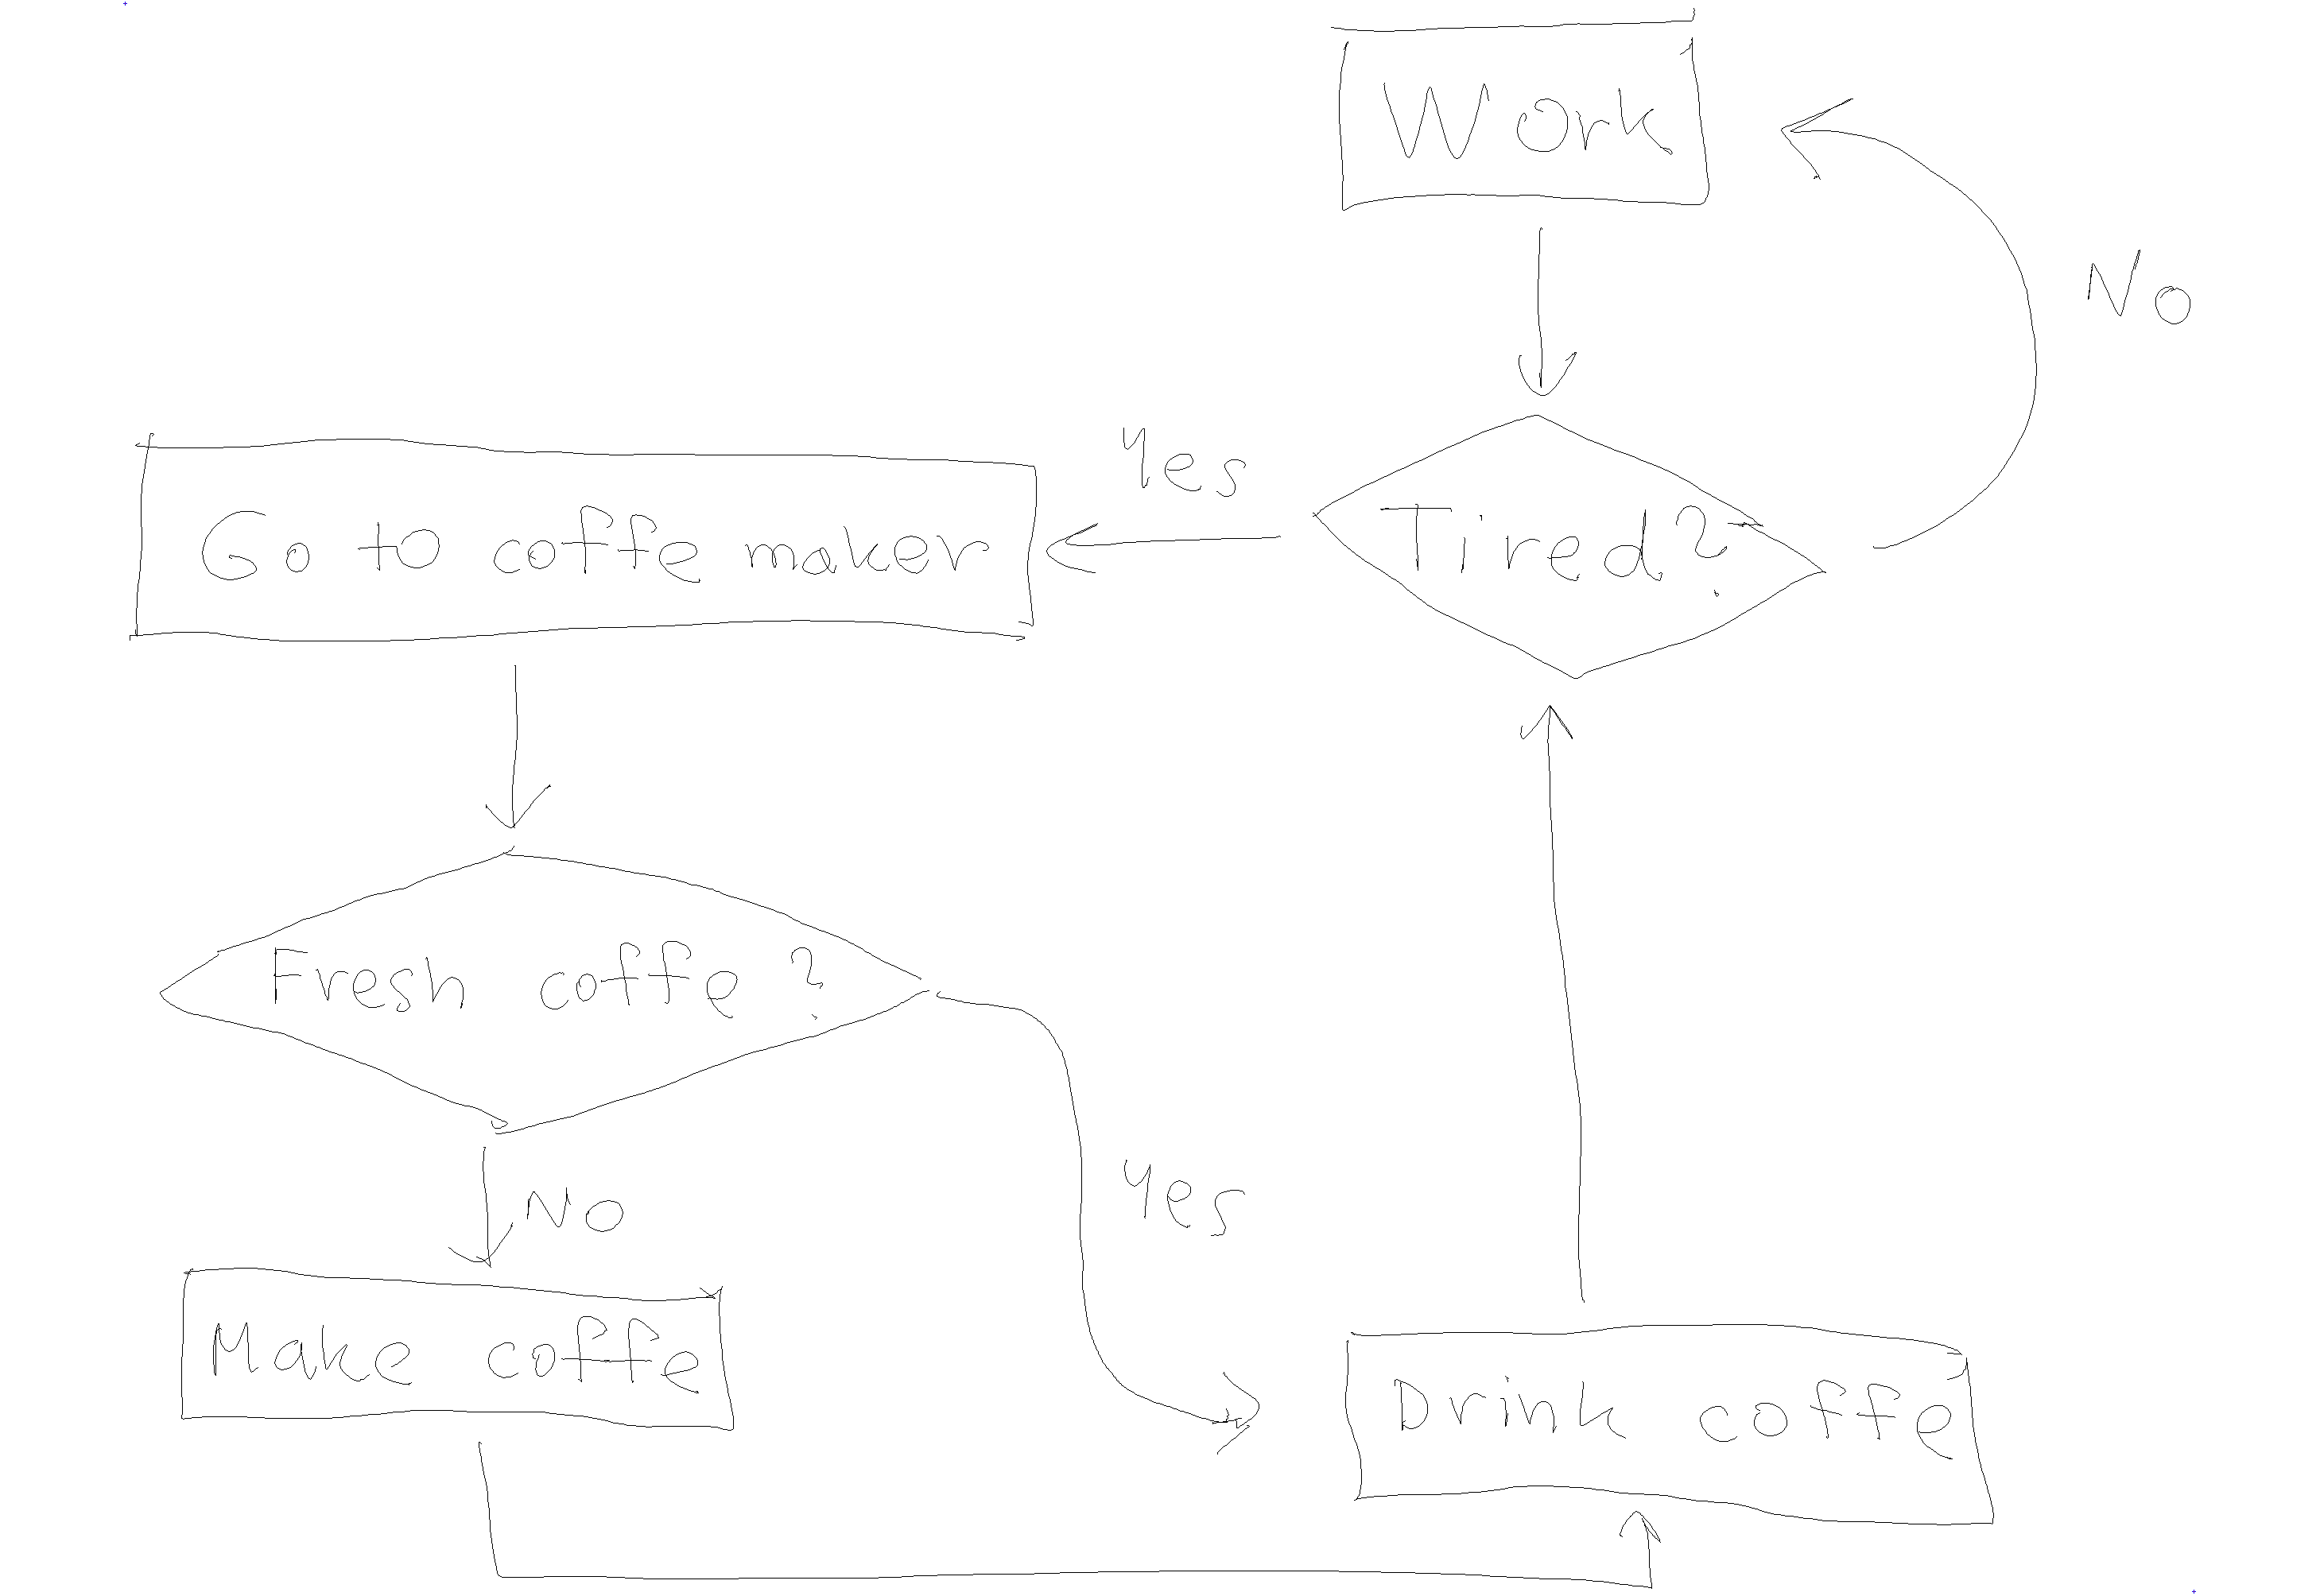 Work
No
Yes
Tired?
Go to coffe maker
Fresh coffe?
No
Yes
Make coffe
Drink coffe